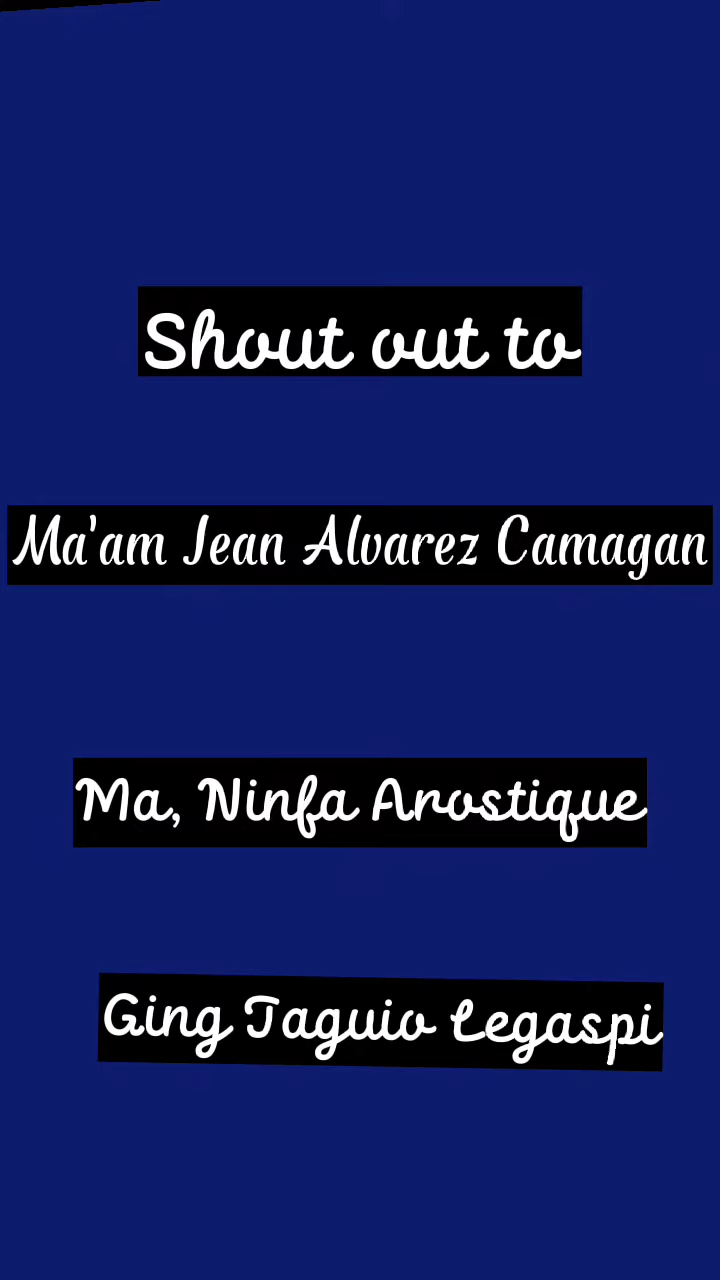 Shout out to
Ma'am Jean Alvarez Camagan
Ma, Ninfa Arostique
Ging Taguio Legaspi